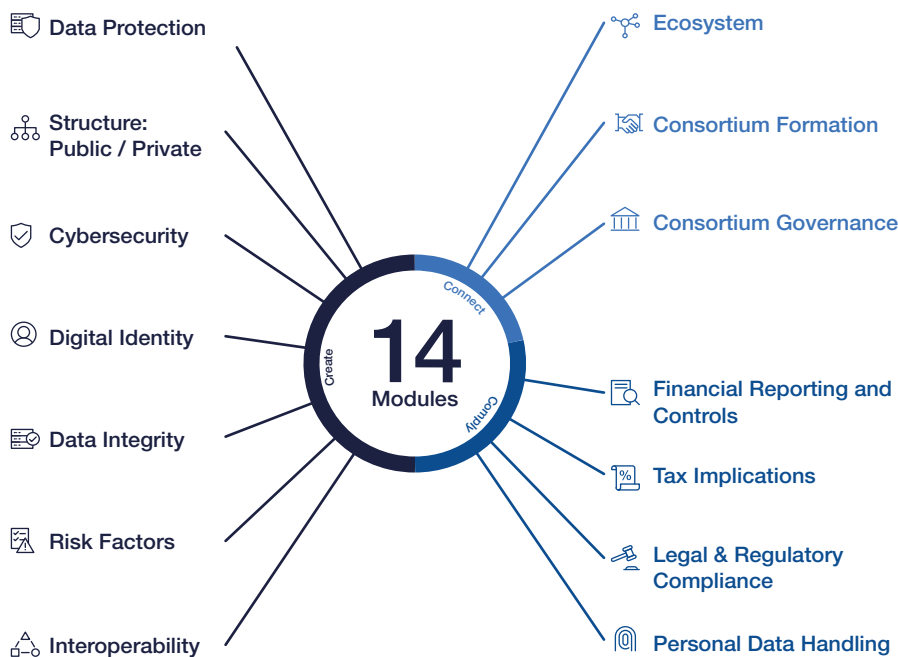 Data Protection
Structure:
Public / Private
Cybersecurity
Digital Identity
Data Integrity
Risk Factors
Interoperability
Create
14
Modules
Connect
Comply
Ecosystem
Consortium Formation
Consortium Governance
Financial Reporting and
Controls
%
Tax Implications
Legal & Regulatory
Compliance
Personal Data Handling